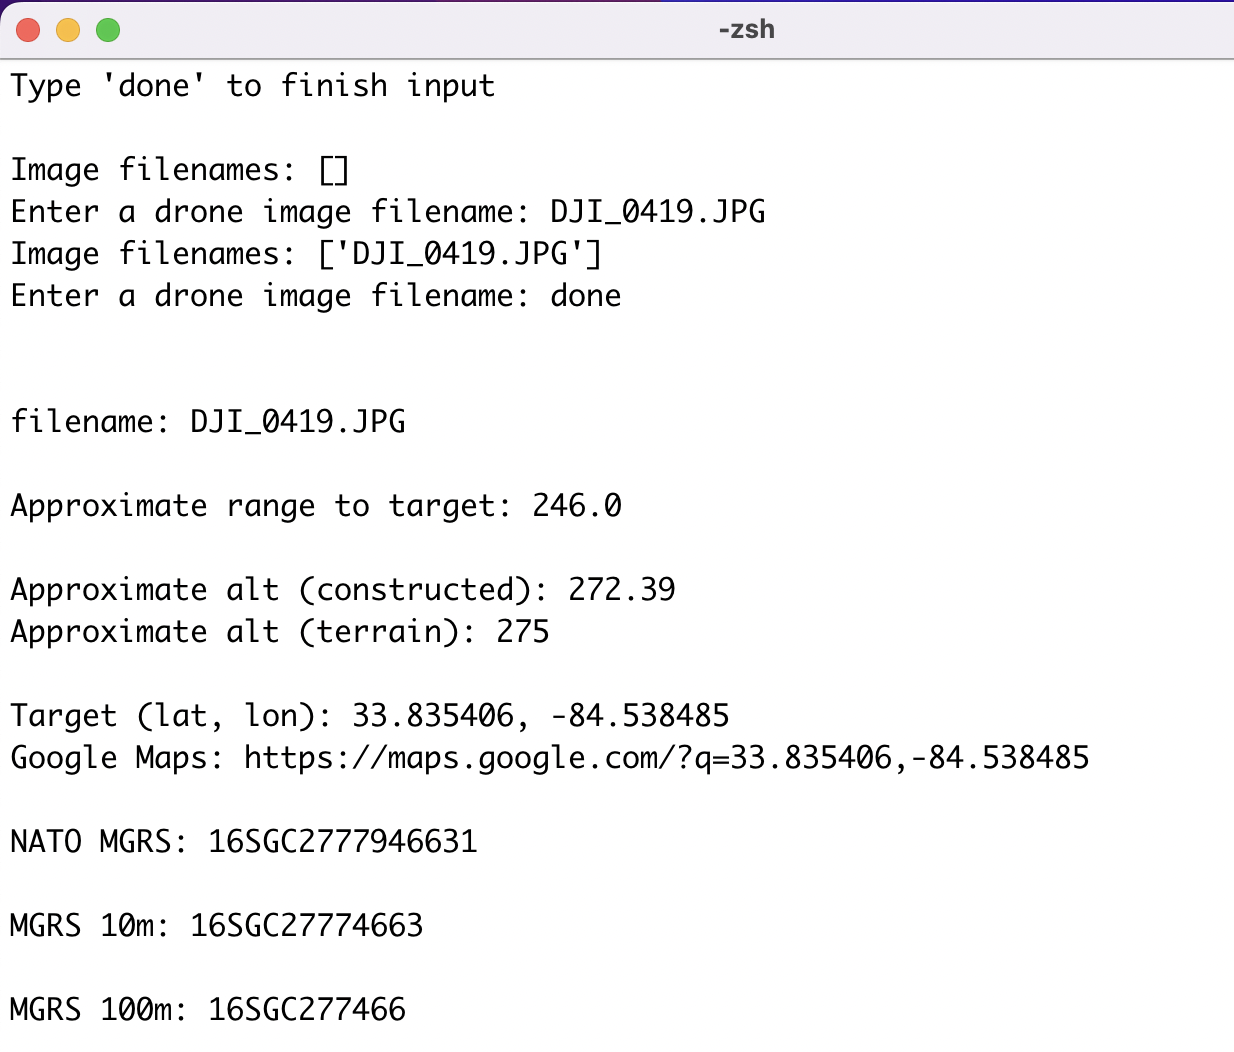 -zsh
Type 'done' to finish input
Image filenames: []
Enter a drone image filename: DJI_0419.JPG
Image filenames: ['DJI_0419.JPG']
Enter a drone image filename: done
filename: DJI_0419.JPG
Approximate range to target: 246.0
Approximate alt (constructed): 272.39
Approximate alt (terrain): 275
Target (lat, lon): 33.835406, -84.538485
Google Maps: https://maps.google.com/?q=33.835406,-84.538485
NATO MGRS: 16SGC2777946631
MGRS 10m: 16SGC27774663
MGRS 100m: 16SGC277466